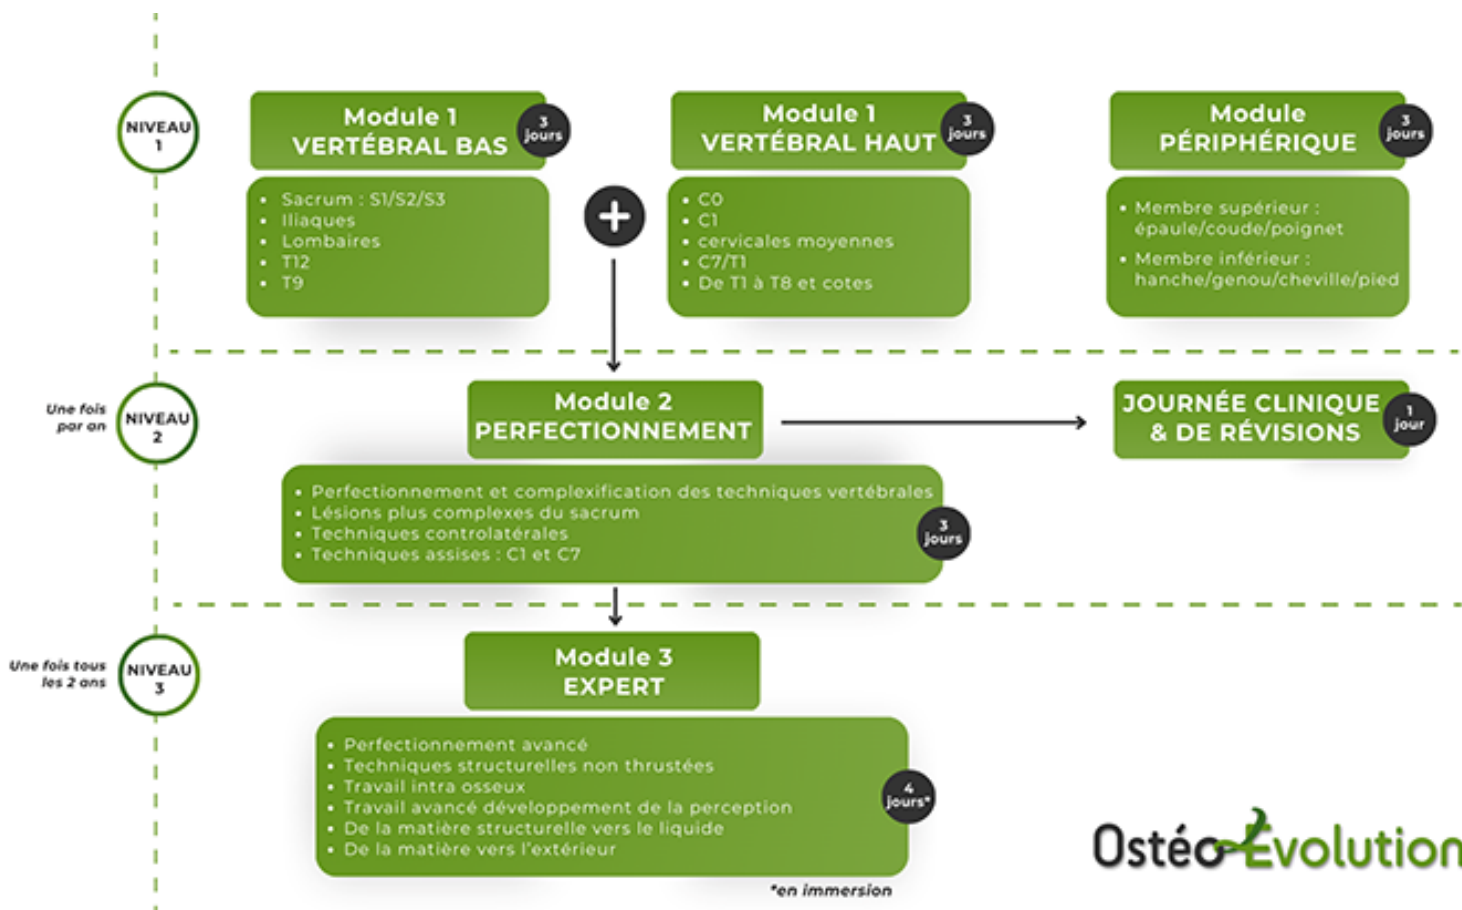 NIVEAU
1
Module 1
VERTÉBRAL BAS
3
jours
• Sacrum : S1/S2/S3
• Iliaques
• Lombaires
• T12
• T9
+
Module 1
VERTÉBRAL HAUT
3
jours
• C0
• C1
• cervicales moyennes
• C7/T1
• De T1 à T8 et cotes
Module
PÉRIPHÉRIQUE
3
jours
• Membre supérieur :
épaule/coude/poignet
• Membre inférieur :
hanche/genou/cheville/pied
Une fois
par an
NIVEAU
2
Module 2
PERFECTIONNEMENT
• Perfectionnement et complexification des techniques vertébrales
• Lésions plus complexes du sacrum
• Techniques controlatérales
• Techniques assises : C1 et C7
3
jours
JOURNÉE CLINIQUE
& DE RÉVISIONS
1
jour
Une fois tous
les 2 ans
NIVEAU
3
Module 3
EXPERT
• Perfectionnement avancé
• Techniques structurelles non thrustées
• Travail intra osseux
• Travail avancé développement de la perception
• De la matière structurelle vers le liquide
• De la matière vers l'extérieur
4
jours*
*en immersion
Ostéo Évolution